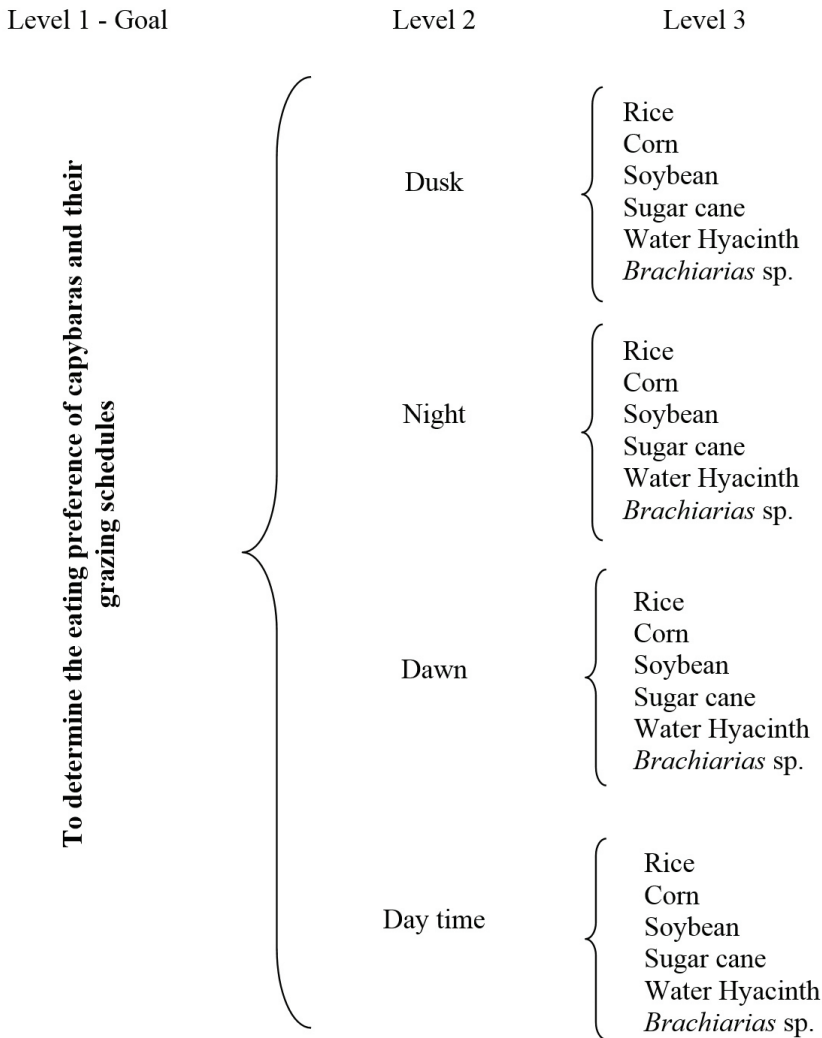 Level 1 - Goal
Level 2
Level 3
To determine the eating preference of capybaras and their
grazing schedules
Dusk
Rice
Corn
Soybean
Sugar cane
Water Hyacinth
Brachiarias sp.
Night
Rice
Corn
Soybean
Sugar cane
Water Hyacinth
Brachiarias sp.
Dawn
Rice
Corn
Soybean
Sugar cane
Water Hyacinth
Brachiarias sp.
Day time
Rice
Corn
Soybean
Sugar cane
Water Hyacinth
Brachiarias sp.